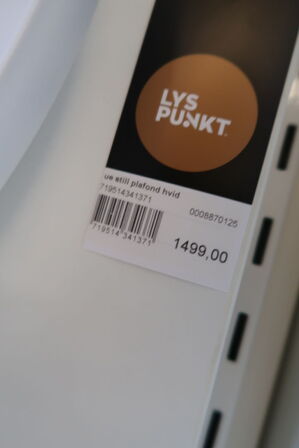 LYS
PUNKT.
ue still plafond hvid
719514341371
0008870125
719514 341371
1499,00